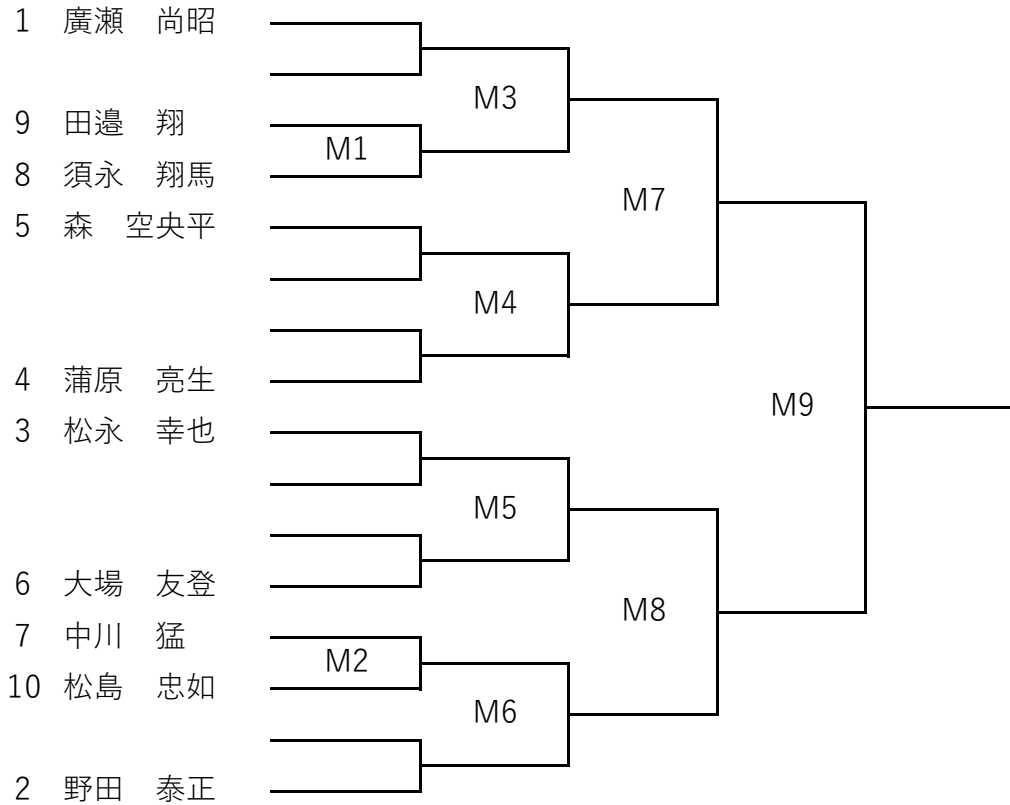 1 廣瀬 尚昭
M3
9 田邉 翔
M1
8 須永 翔馬
M7
5 森 空央平
M4
4 蒲原 亮生
M9
3 松永 幸也
M5
6 大場 友登
M8
7 中川 猛
M2
10 松島 忠如
M6
2 野田 泰正